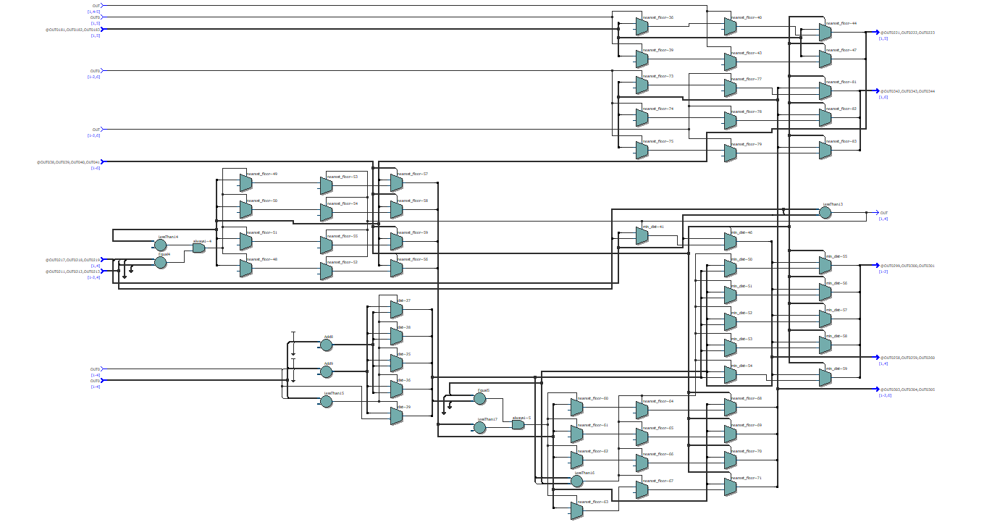 OUT
[1,4-5]
OUT0
[1,5]
@OUT0181,OUT0182,OUT0183
[1,5]
nearest_floor~36
nearest_floor~40
nearest_floor~44
@OUT0221,OUT0222,OUT0223
[1,5]
nearest_floor~39
nearest_floor~43
nearest_floor~47
OUT0
[1-2,6]
nearest_floor~73
nearest_floor~77
nearest_floor~81
@OUT0342,OUT0343,OUT0344
[1,6]
nearest_floor~74
nearest_floor~78
nearest_floor~82
OUT
[1-2,6]
nearest_floor~75
nearest_floor~79
nearest_floor~83
@OUT038,OUT039,OUT040,OUT041
[1-6]
nearest_floor~49
nearest_floor~53
nearest_floor~57
nearest_floor~50
nearest_floor~54
nearest_floor~58
LessThan13
OUT
[1,4]
nearest_floor~51
nearest_floor~55
nearest_floor~59
min_dist~41
min_dist~46
LessThan14
always1~4
Equal4
@OUT0217,OUT0218,OUT0219
[1,4]
@OUT0211,OUT0212,OUT0213
[1-2,4]
nearest_floor~48
nearest_floor~52
nearest_floor~56
min_dist~50
min_dist~55
@OUT0299,OUT0300,OUT0301
[1-2]
min_dist~51
min_dist~56
dist~27
min_dist~52
min_dist~57
dist~28
min_dist~53
min_dist~58
Add8
dist~25
min_dist~54
min_dist~59
@OUT0258,OUT0259,OUT0260
[1,4]
Add9
OUT0
[1-4]
OUT0
[1-4]
dist~26
LessThan15
dist~29
Equal5
nearest_floor~60
nearest_floor~64
nearest_floor~68
@OUT0303,OUT0304,OUT0305
[1-2,6]
LessThan17
always1~5
nearest_floor~61
nearest_floor~65
nearest_floor~69
nearest_floor~62
nearest_floor~66
nearest_floor~70
LessThan16
nearest_floor~67
nearest_floor~71
nearest_floor~63